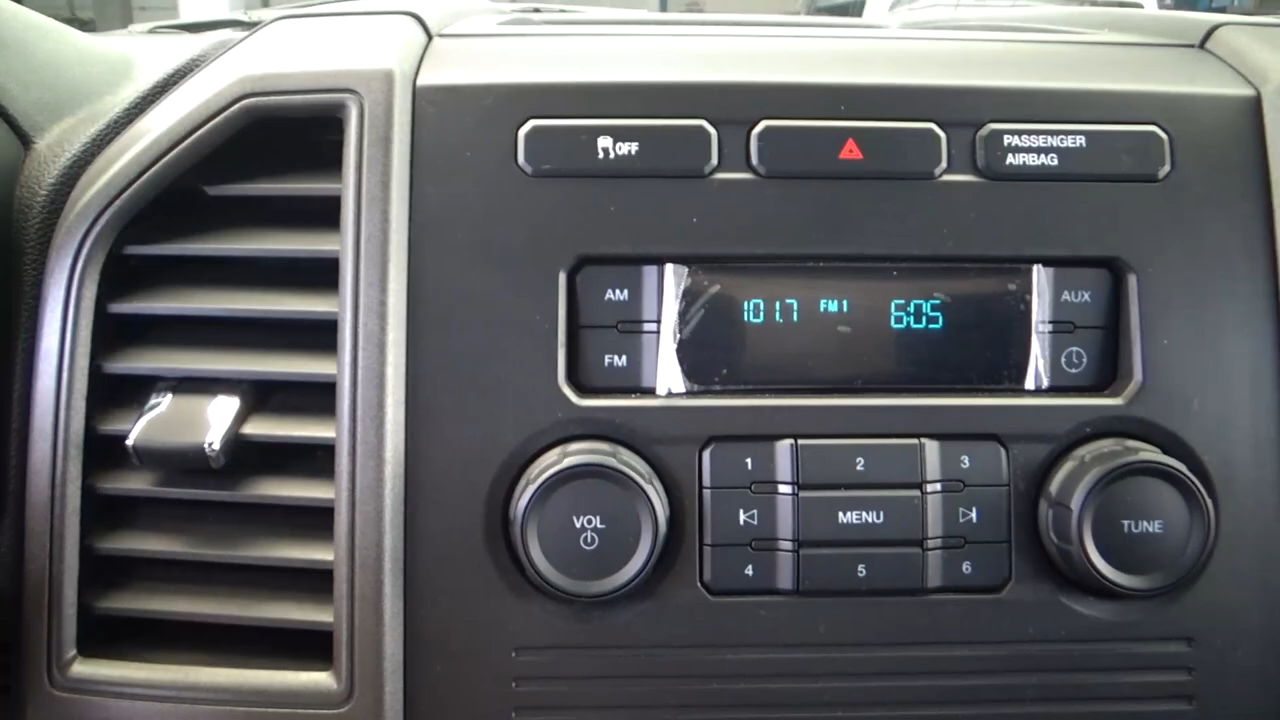 OFF
PASSENGER
AIRBAG
AM
101.7 FM1 6:05
AUX
FM
1 2 3
VOL
MENU
TUNE
4 5 6